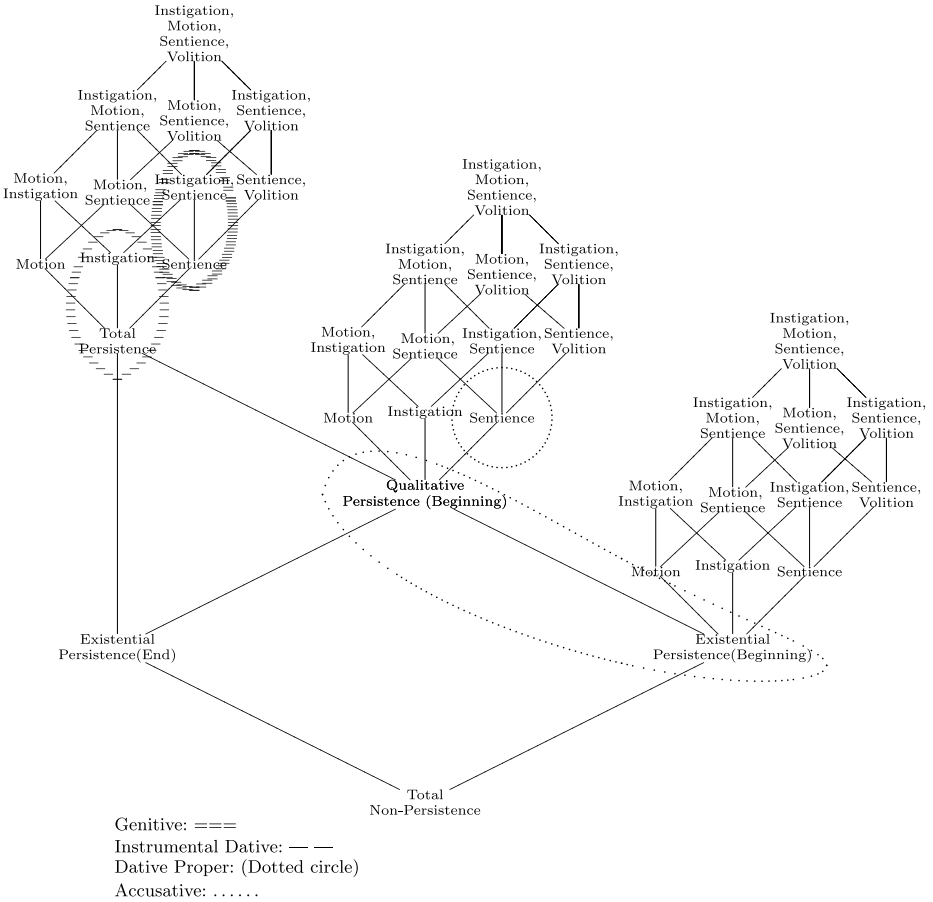 Instigation,
Motion,
Sentience,
Volition
Instigation,
Motion,
Sentience
Motion,
Sentience,
Volition
Instigation,
Sentience,
Volition
Motion,
Instigation
Motion,
Sentience
Instigation,
Sentience
Sentience,
Volition
Motion
Instigation
Sentience
Total
Persistence
Instigation,
Motion,
Sentience,
Volition
Instigation,
Motion,
Sentience
Motion,
Sentience,
Volition
Instigation,
Sentience,
Volition
Motion,
Instigation
Motion,
Sentience
Instigation,
Sentience
Sentience,
Volition
Motion
Instigation
Sentience
Qualitative
Persistence (Beginning)
Instigation,
Motion,
Sentience,
Volition
Instigation,
Motion,
Sentience
Motion,
Sentience,
Volition
Instigation,
Sentience,
Volition
Motion,
Instigation
Motion,
Sentience
Instigation,
Sentience
Sentience,
Volition
Motion
Instigation
Sentience
Existential
Persistence(End)
Existential
Persistence(Beginning)
Total
Non-Persistence
Genitive: ===
Instrumental Dative: — —
Dative Proper: (Dotted circle)
Accusative: ......